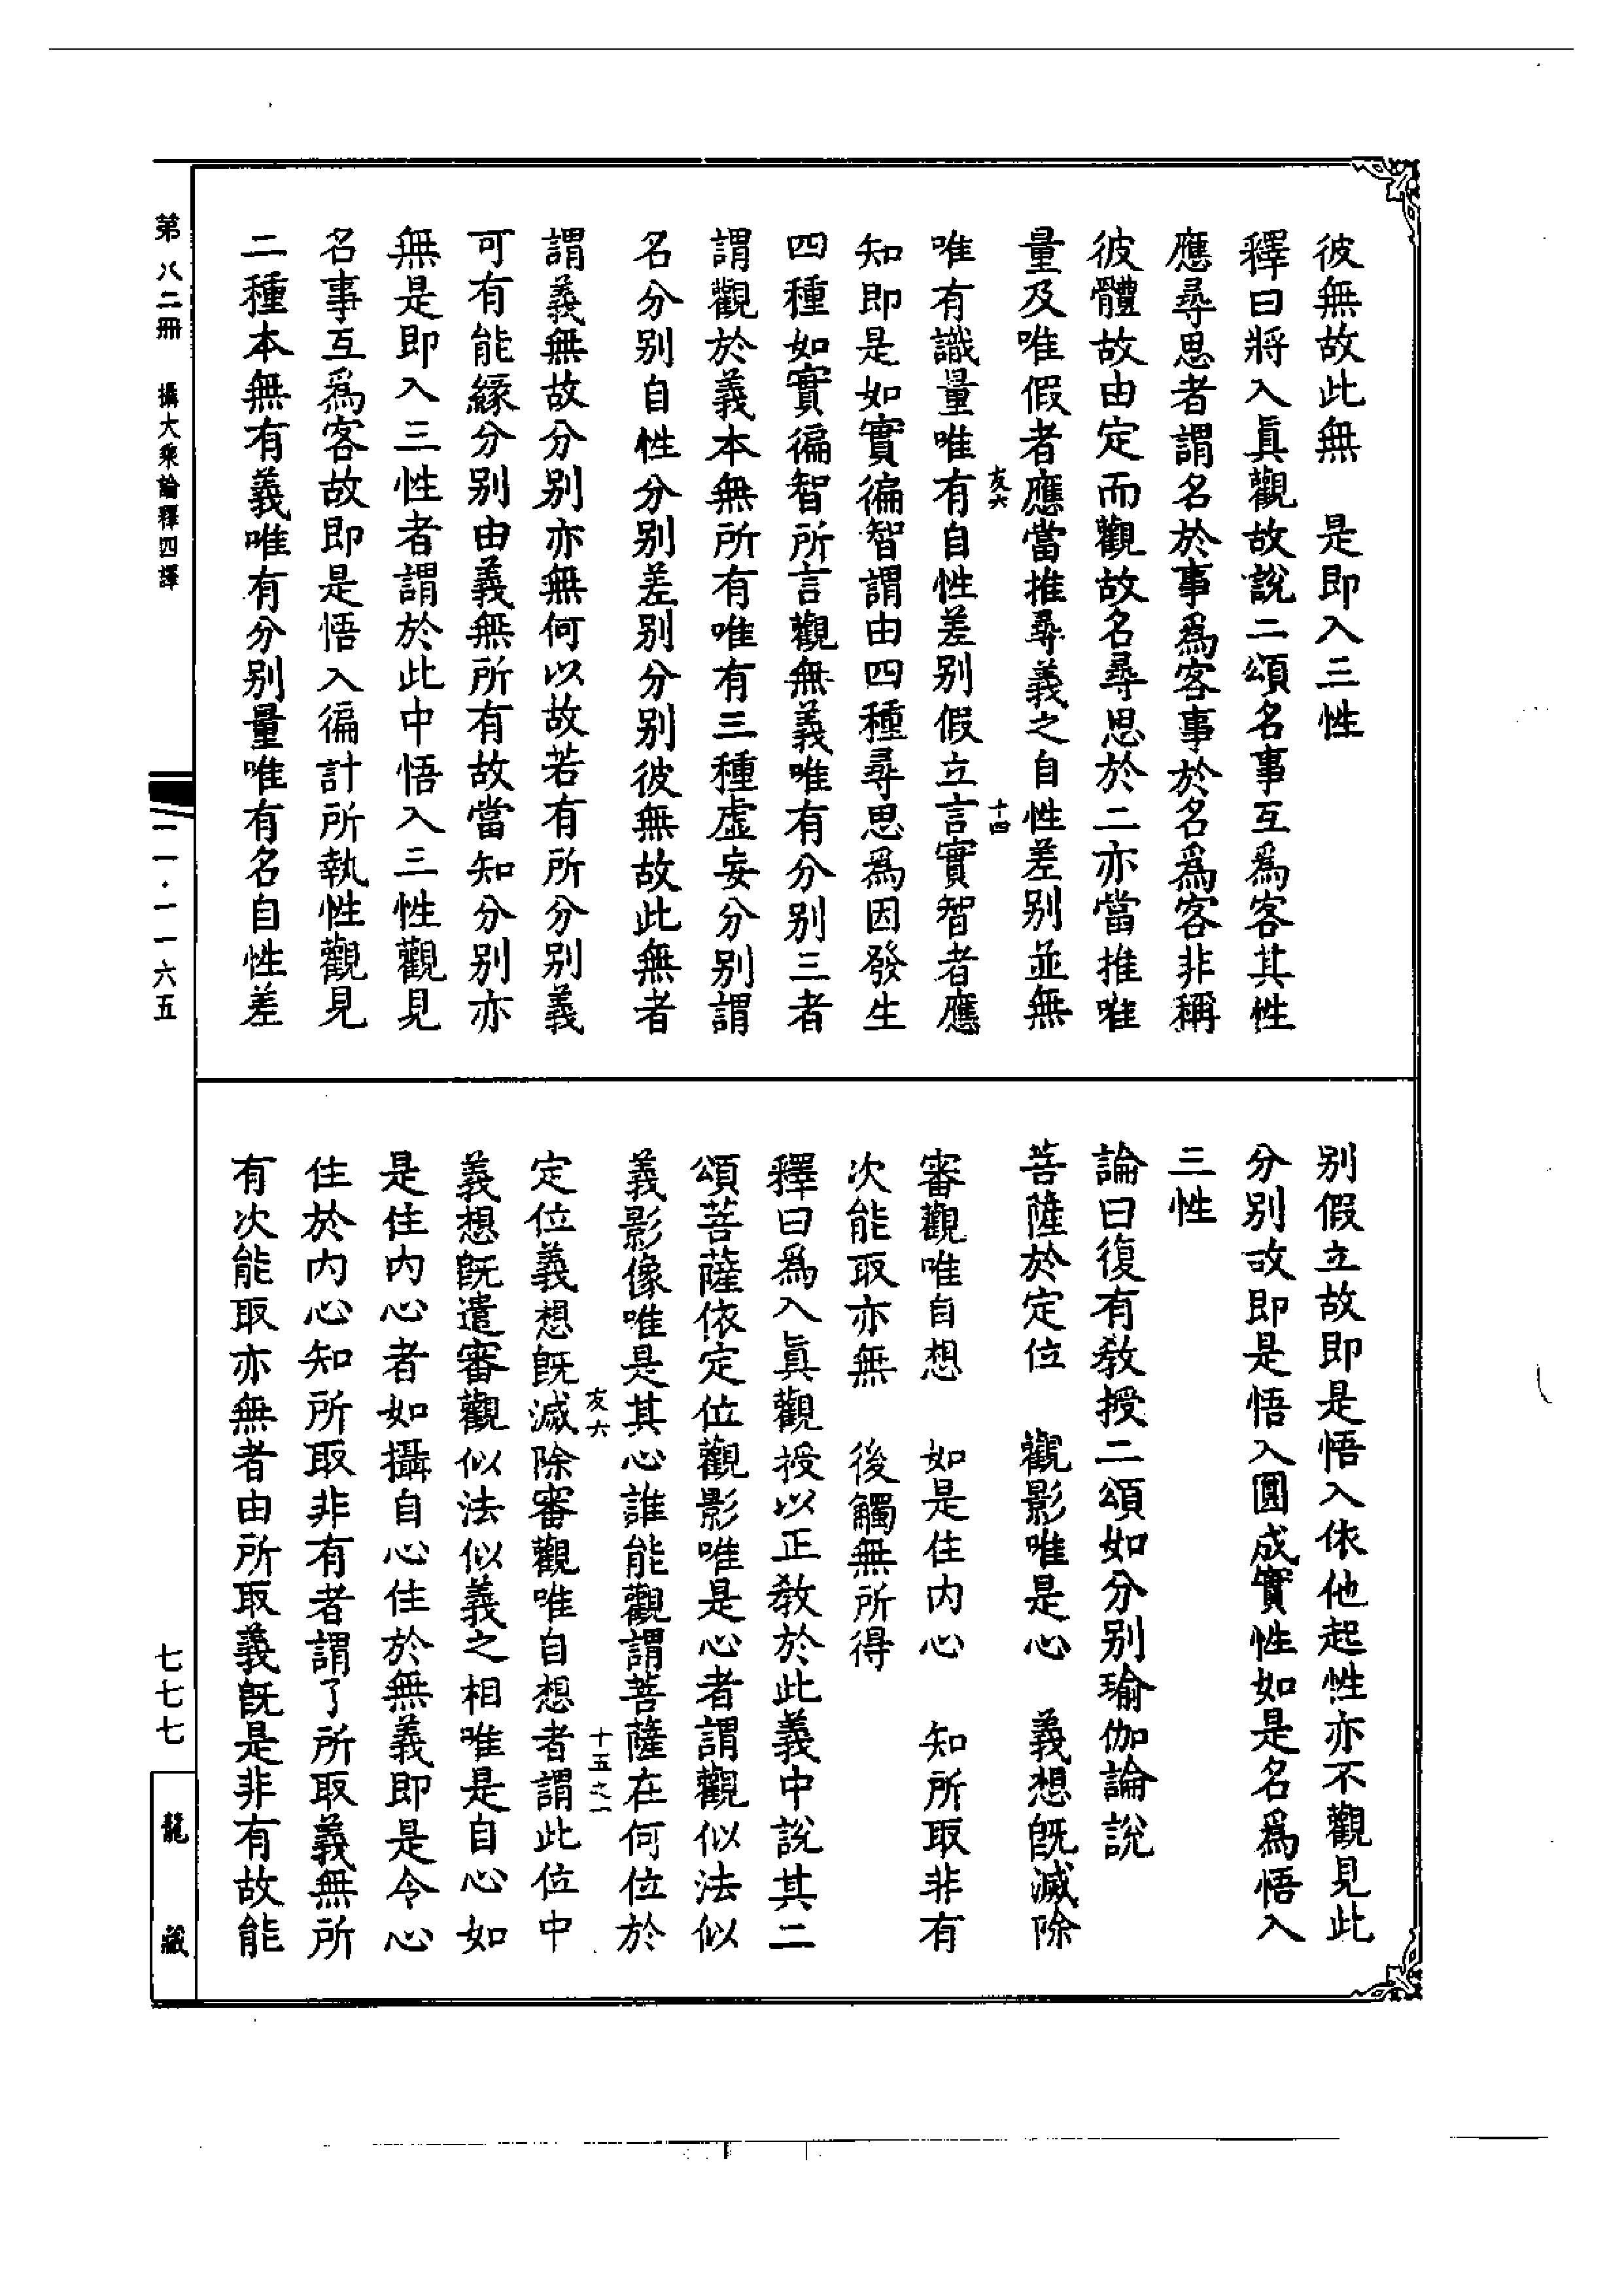 彼無故此無　是即入三性
釋曰將入眞觀故說二頌名事互爲客其性
應尋思者謂名於事爲客事於名爲客非稱
彼體故由定而觀故名尋思於二亦當推唯
量及唯假者應當推尋義之自性差別並無
友六　十四
唯有識量唯有自性差別假立言實智者應
知即是如實徧智謂由四種尋思爲因發生
四種如實徧智所言觀無義唯有分別三者
謂觀於義本無所有唯有三種虛妄分別謂
名分別自性分別差別分別彼無故此無者
謂義無故分別亦無何以故若有所分別義
可有能緣分別由義無所有故當知分別亦
無是即入三性者謂於此中悟入三性觀見
名事互爲客故即是悟入徧計所執性觀見
二種本無有義唯有分別量唯有名自性差
別假立故即是悟入依他起性亦不觀見此
分別故即是悟入圓成實性如是名爲悟入
三性
論曰復有教授二頌如分別瑜伽論說
菩薩於定位　觀影唯是心　義想旣滅除
審觀唯自想　如是住內心　知所取非有
次能取亦無　後觸無所得
釋曰爲入眞觀授以正教於此義中說其二
頌菩薩依定位觀影唯是心者謂觀似法似
義影像唯是其心誰能觀謂菩薩在何位於
友六　十五之一
定位義想旣滅除審觀唯自想者謂此位中
義想旣遣審觀似法似義之相唯是自心如
是住內心者如攝自心住於無義即是令心
住於內心知所取非有者謂了所取義無所
有次能取亦無者由所取義旣是非有故能
第八二冊　攝大乘論釋四譯
一一·一一六五
七七七
龍藏